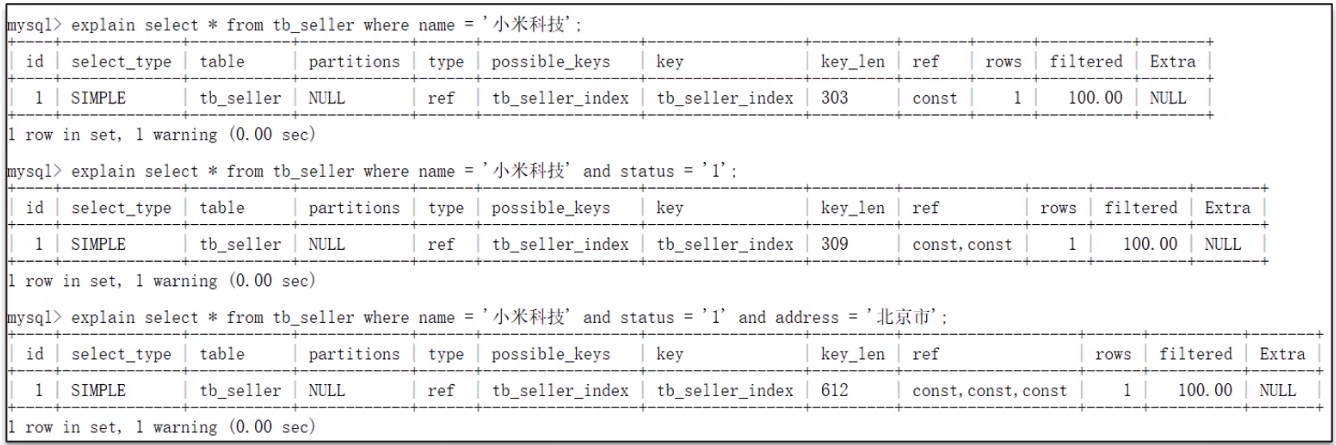 mysql> explain select * from tb_seller where name = '小米科技';
+----+-------------+-----------+------------+------+-----------------+-----------------+---------+-------+------+----------+-------+
| id | select_type | table | partitions | type | possible_keys | key | key_len | ref | rows | filtered | Extra |
| 1 | SIMPLE | tb_seller | NULL | ref | tb_seller_index | tb_seller_index | 303 | const | 1 | 100.00 | NULL |
1 row in set, 1 warning (0.00 sec)
mysql> explain select * from tb_seller where name = '小米科技' and status = '1';
| id | select_type | table | partitions | type | possible_keys | key | key_len | ref | rows | filtered | Extra |
| 1 | SIMPLE | tb_seller | NULL | ref | tb_seller_index | tb_seller_index | 309 | const,const | 1 | 100.00 | NULL |
1 row in set, 1 warning (0.00 sec)
mysql> explain select * from tb_seller where name = '小米科技' and status = '1' and address = '北京市';
| id | select_type | table | partitions | type | possible_keys | key | key_len | ref | rows | filtered | Extra |
| 1 | SIMPLE | tb_seller | NULL | ref | tb_seller_index | tb_seller_index | 612 | const,const,const | 1 | 100.00 | NULL |
1 row in set, 1 warning (0.00 sec)